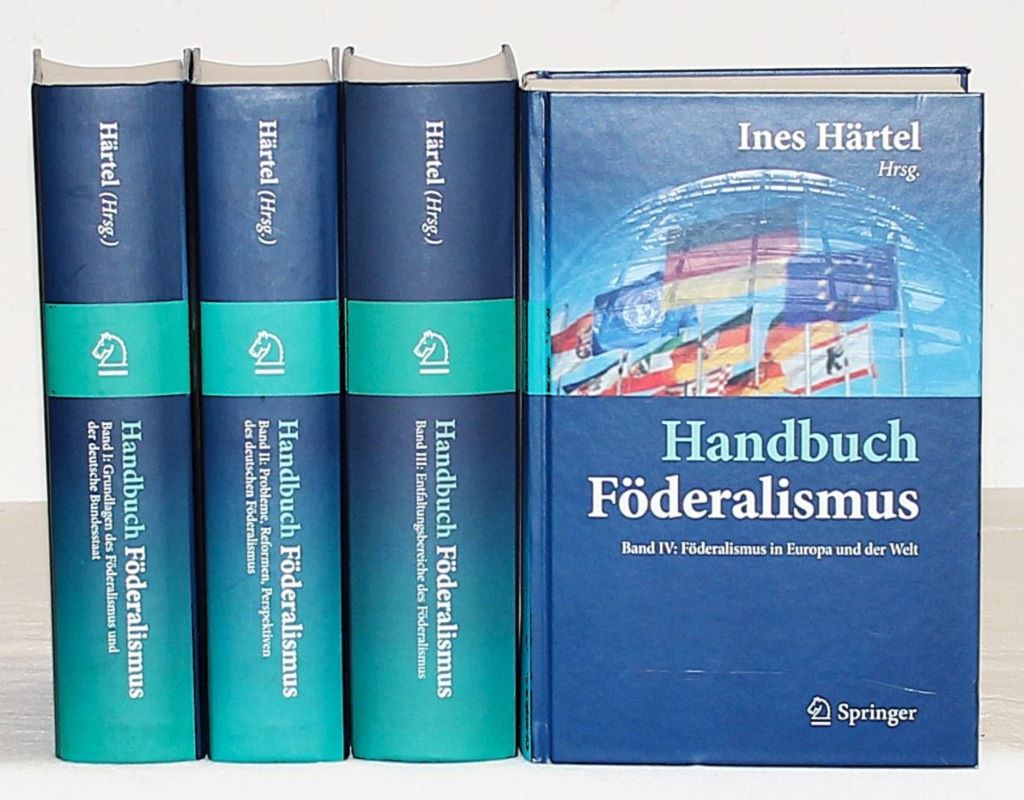 Härtel (Hrsg.)
Handbuch Föderalismus
Band I: Grundlagen des Föderalismus und
der deutsche Bundesstaat
Härtel (Hrsg.)
Handbuch Föderalismus
Band II: Probleme, Reformen, Perspektiven
des deutschen Föderalismus
Härtel (Hrsg.)
Handbuch Föderalismus
Band III: Entfaltungsbereiche des Föderalismus
Ines Härtel
Hrsg.
Handbuch
Föderalismus
Band IV: Föderalismus in Europa und der Welt
Springer